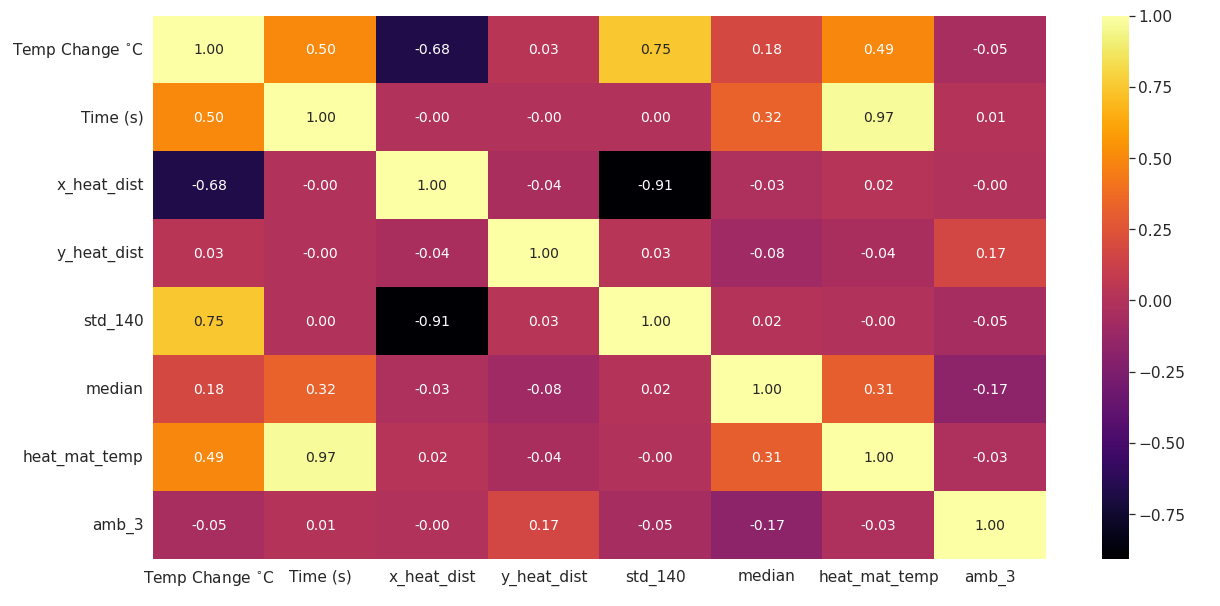 Temp Change °C 1.00 0.50 -0.68 0.03 0.75 0.18 0.49 -0.05
Time (s) 0.50 1.00 -0.00 -0.00 0.00 0.32 0.97 0.01
x_heat_dist -0.68 -0.00 1.00 -0.04 -0.91 -0.03 0.02 -0.00
y_heat_dist 0.03 -0.00 -0.04 1.00 0.03 -0.08 -0.04 0.17
std_140 0.75 0.00 -0.91 0.03 1.00 0.02 -0.00 -0.05
median 0.18 0.32 -0.03 -0.08 0.02 1.00 0.31 -0.17
heat_mat_temp 0.49 0.97 0.02 -0.04 -0.00 0.31 1.00 -0.03
amb_3 -0.05 0.01 -0.00 0.17 -0.05 -0.17 -0.03 1.00
Temp Change °C Time (s) x_heat_dist y_heat_dist std_140 median heat_mat_temp amb_3
1.00
0.75
0.50
0.25
0.00
−0.25
−0.50
−0.75